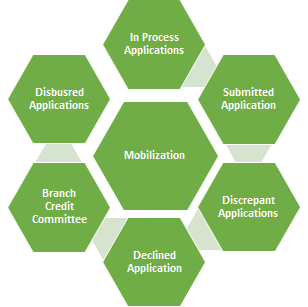 In Process
Applications
Disbusred
Applications
Submitted
Application
Mobilization
Branch
Credit
Committee
Discrepant
Applications
Declined
Application